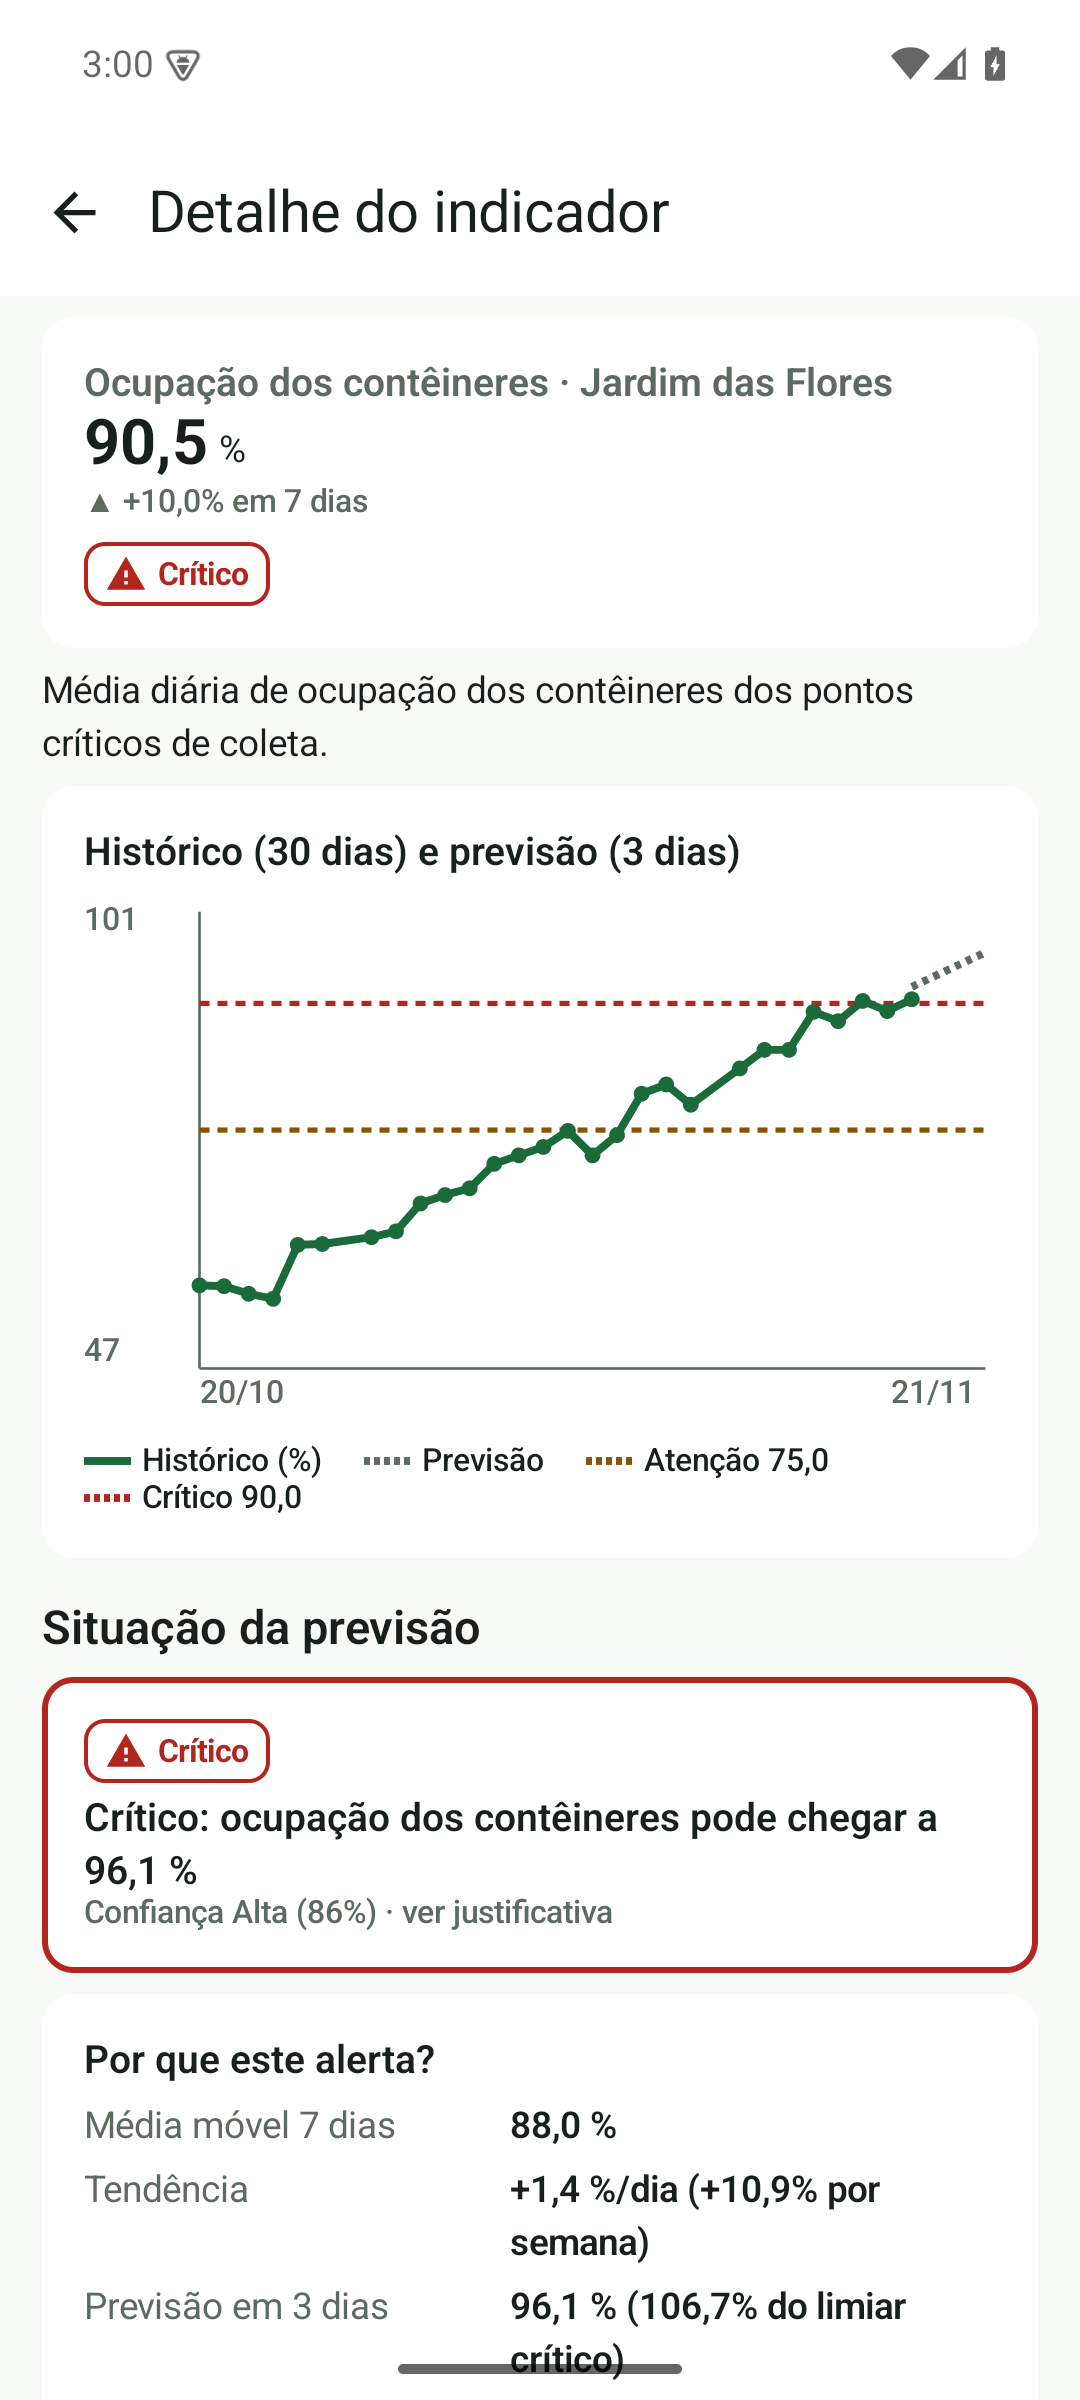 3:00
Detalhe do indicador
Ocupação dos contêineres · Jardim das Flores
90,5 %
▲ +10,0% em 7 dias
Crítico
Média diária de ocupação dos contêineres dos pontos
críticos de coleta.
Histórico (30 dias) e previsão (3 dias)
101
47
20/10
21/11
Histórico (%)
Previsão
Atenção 75,0
Crítico 90,0
Situação da previsão
Crítico
Crítico: ocupação dos contêineres pode chegar a
96,1 %
Confiança Alta (86%) · ver justificativa
Por que este alerta?
Média móvel 7 dias
88,0 %
Tendência
+1,4 %/dia (+10,9% por
semana)
Previsão em 3 dias
96,1 % (106,7% do limiar
crítico)